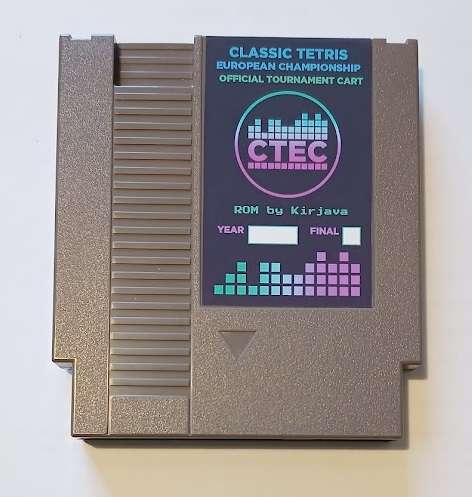 CLASSIC TETRIS
EUROPEAN CHAMPIONSHIP
OFFICIAL TOURNAMENT CART
CTEC
ROM by Kirjava
YEAR FINAL